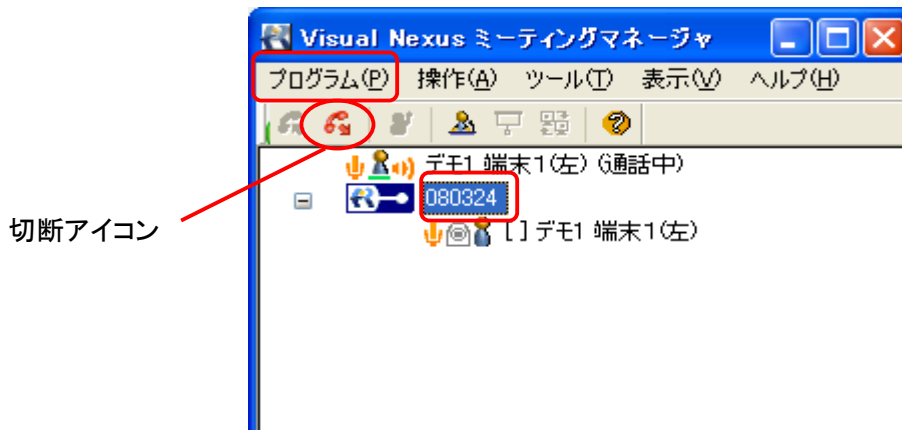 Visual Nexus ミーティングマネージャ
プログラム(P) 操作(A) ツール(T) 表示(V) ヘルプ(H)
デモ1 端末1(左) (通話中)
080324
切断アイコン
[ ] デモ1 端末1(左)